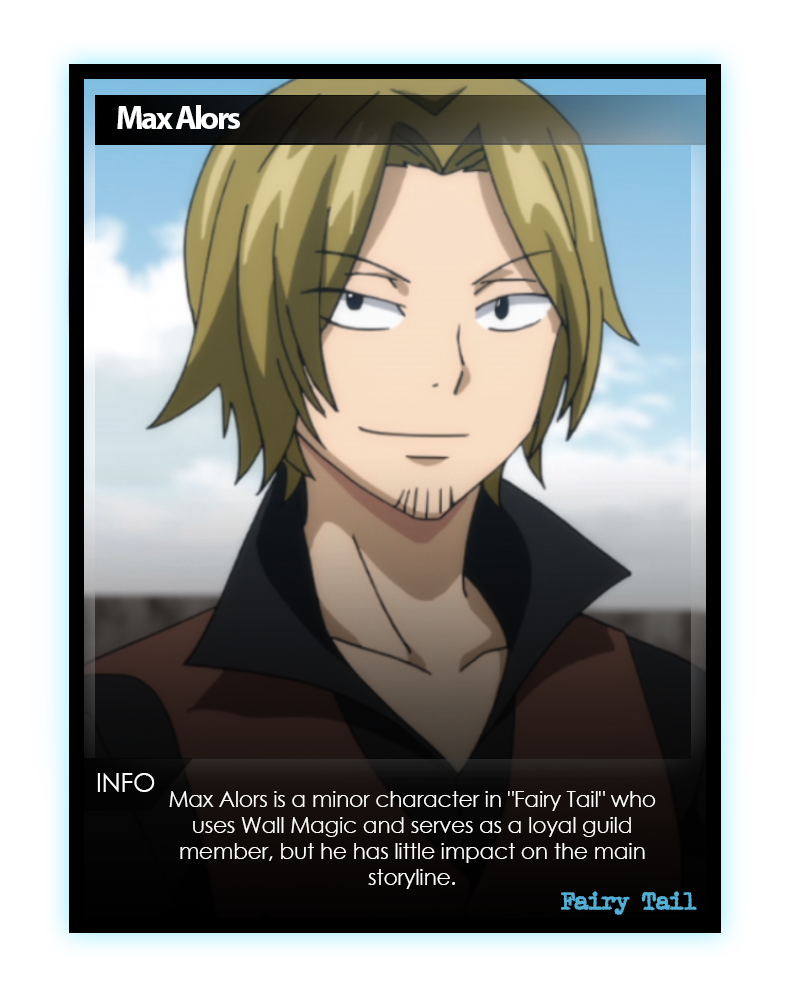 Max Alors
INFO
Max Alors is a minor character in "Fairy Tail" who
uses Wall Magic and serves as a loyal guild
member, but he has little impact on the main
storyline.
Fairy Tail